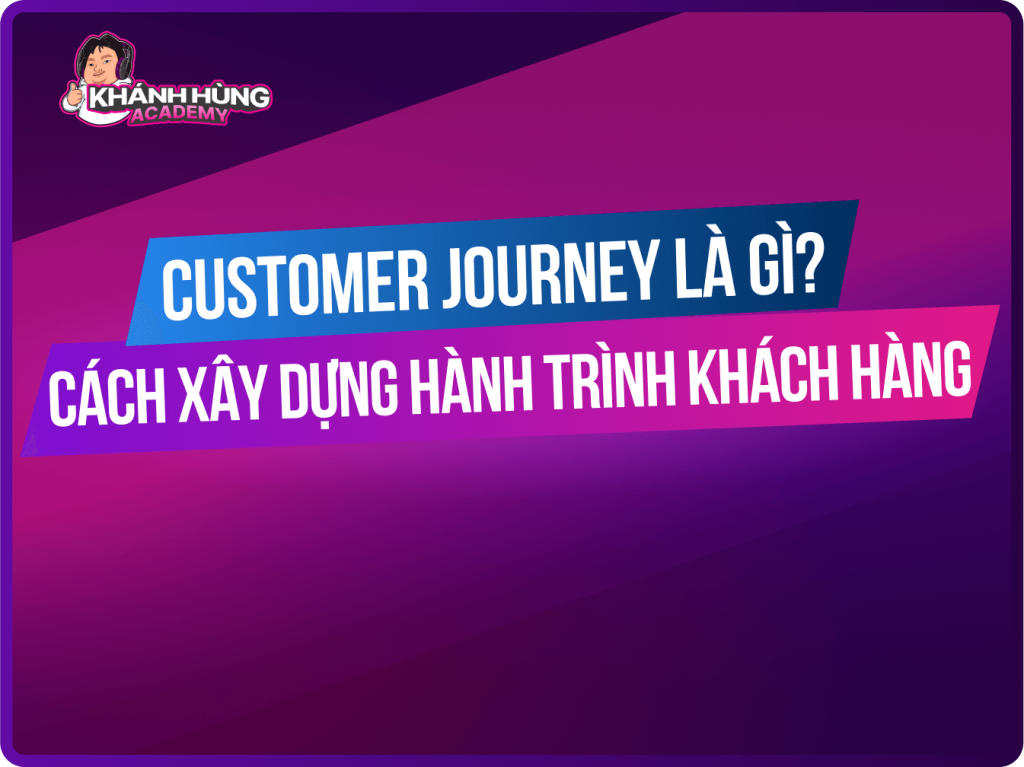 KHÁNH HÙNG
ACADEMY
CUSTOMER JOURNEY LÀ GÌ?
CÁCH XÂY DỰNG HÀNH TRÌNH KHÁCH HÀNG